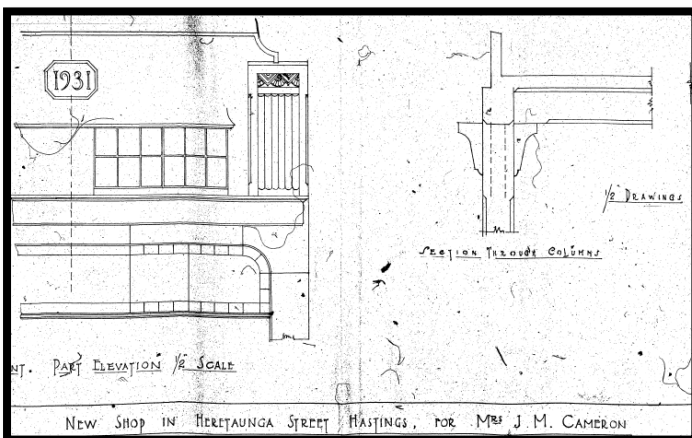 1931
½" DRAWINGS
SECTION THROUGH COLUMNS
NT. PART ELEVATION ½" SCALE
NEW SHOP IN HERETAUNGA STREET HASTINGS, FOR MRS J. M. CAMERON